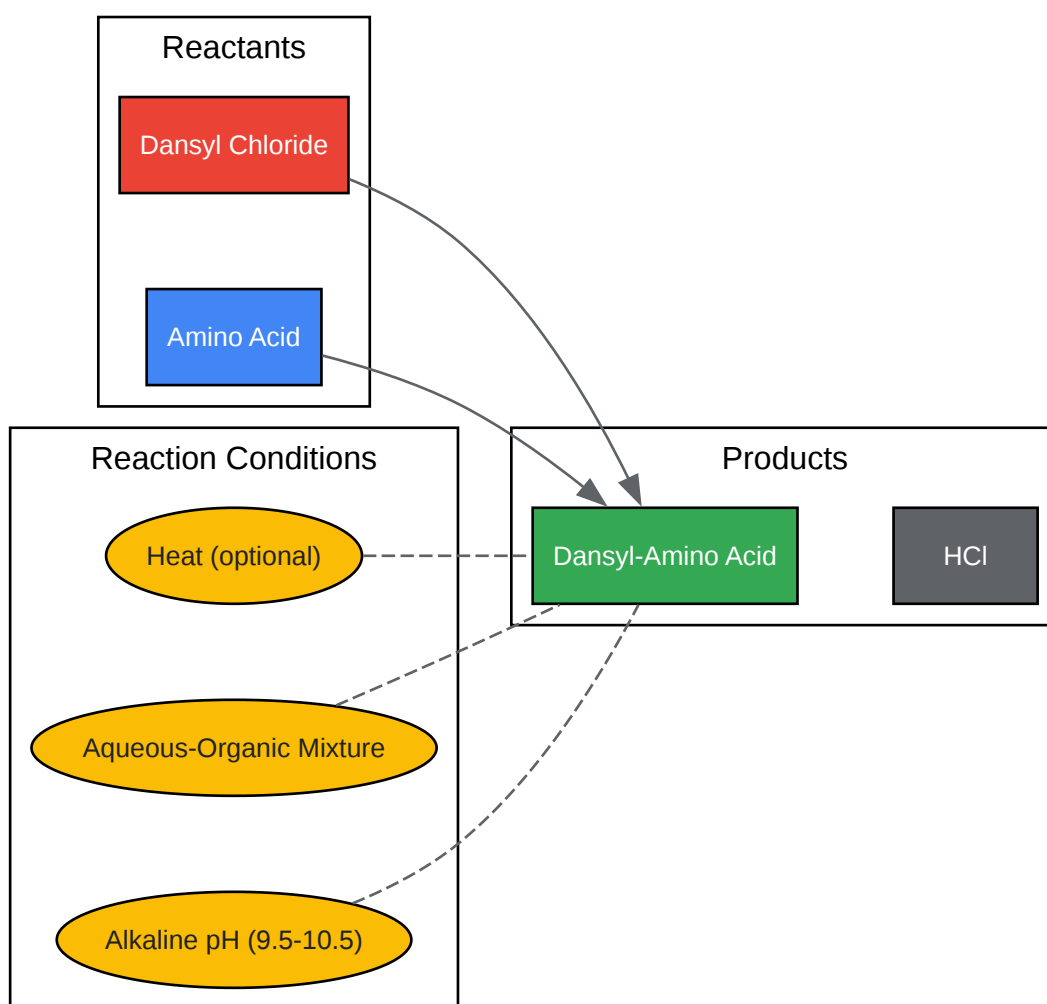 Reactants
Dansyl Chloride
Amino Acid
Reaction Conditions
Heat (optional)
Aqueous-Organic Mixture
Alkaline pH (9.5-10.5)
Products
Dansyl-Amino Acid
HCl